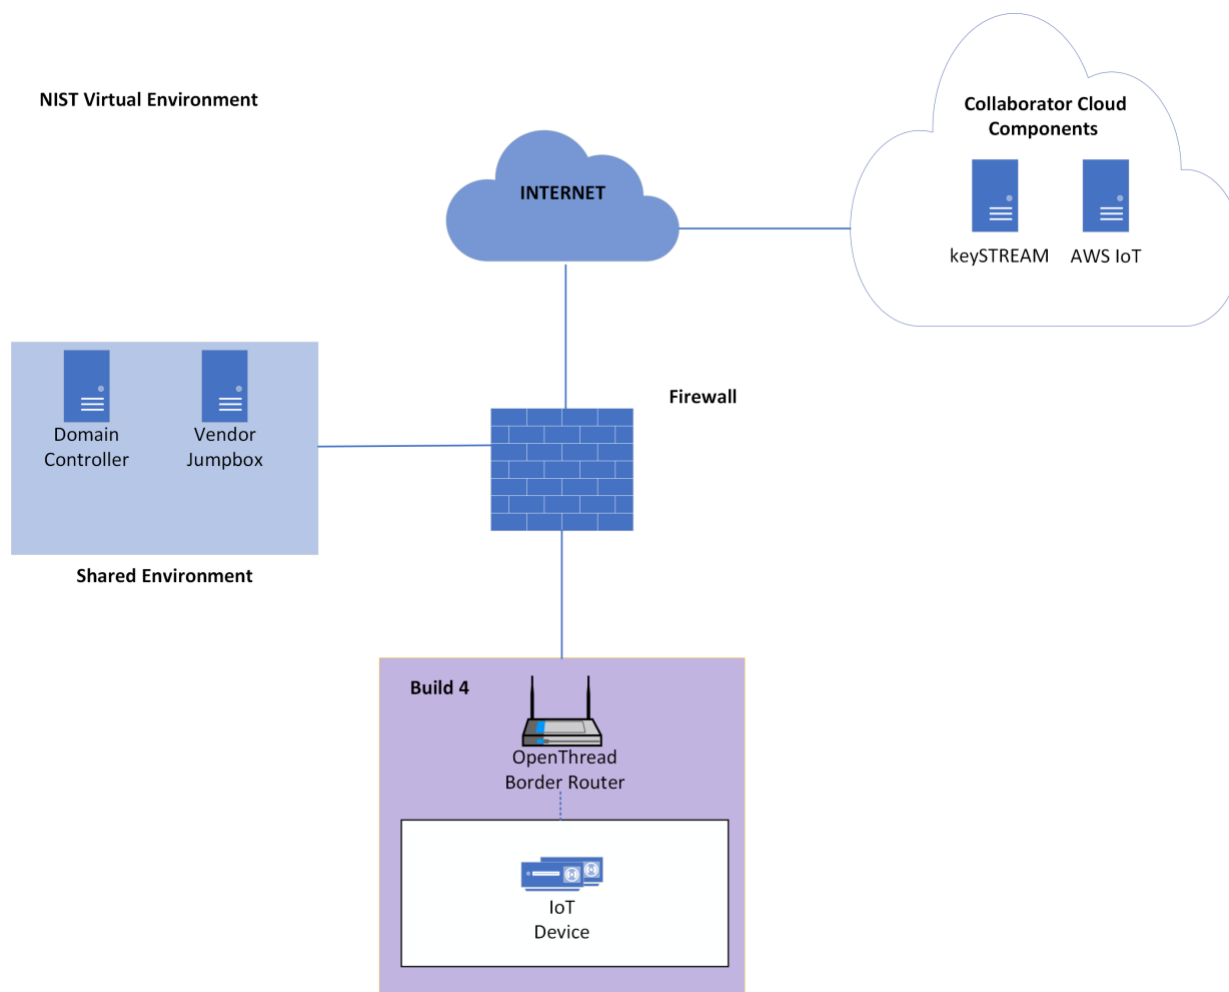 NIST Virtual Environment
Collaborator Cloud
Components
INTERNET
keySTREAM
AWS IoT
Firewall
Domain
Controller
Vendor
Jumpbox
Shared Environment
Build 4
OpenThread
Border Router
IoT
Device